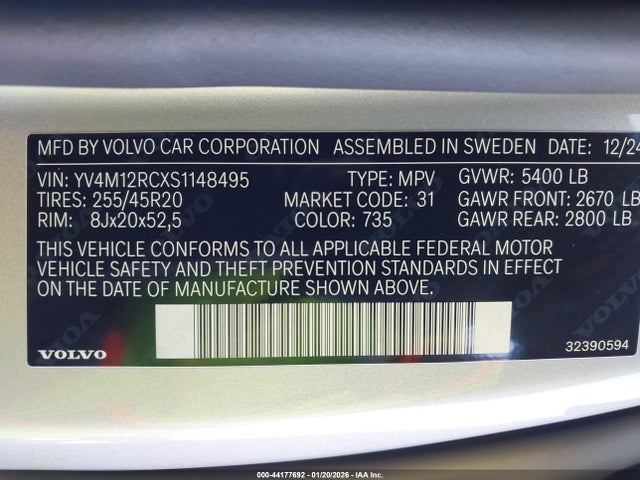 MFD BY VOLVO CAR CORPORATION ASSEMBLED IN SWEDEN DATE: 12/24
VIN: YV4M12RCXS1148495 TYPE: MPV GVWR: 5400 LB
TIRES: 255/45R20 MARKET CODE: 31 GAWR FRONT: 2670 LB
RIM: 8Jx20x52,5 COLOR: 735 GAWR REAR: 2800 LB
THIS VEHICLE CONFORMS TO ALL APPLICABLE FEDERAL MOTOR
VEHICLE SAFETY AND THEFT PREVENTION STANDARDS IN EFFECT
ON THE DATE OF MANUFACTURE SHOWN ABOVE.
VOLVO 32390594
000-44177692 - 01/20/2026 - IAA Inc.